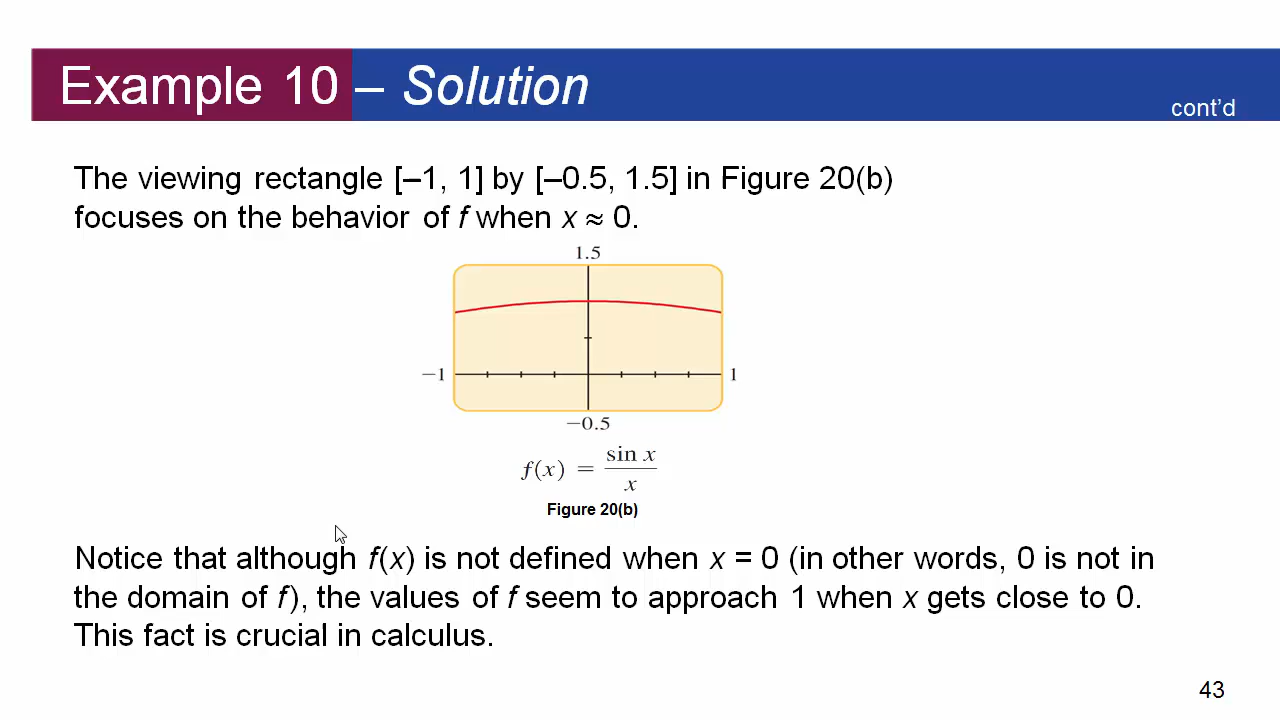 Example 10 – Solution
cont’d
The viewing rectangle [–1, 1] by [–0.5, 1.5] in Figure 20(b)
focuses on the behavior of f when x ≈ 0.
1.5
−1
1
−0.5
f(x) = sin x / x
Figure 20(b)
Notice that although f(x) is not defined when x = 0 (in other words, 0 is not in
the domain of f), the values of f seem to approach 1 when x gets close to 0.
This fact is crucial in calculus.
43